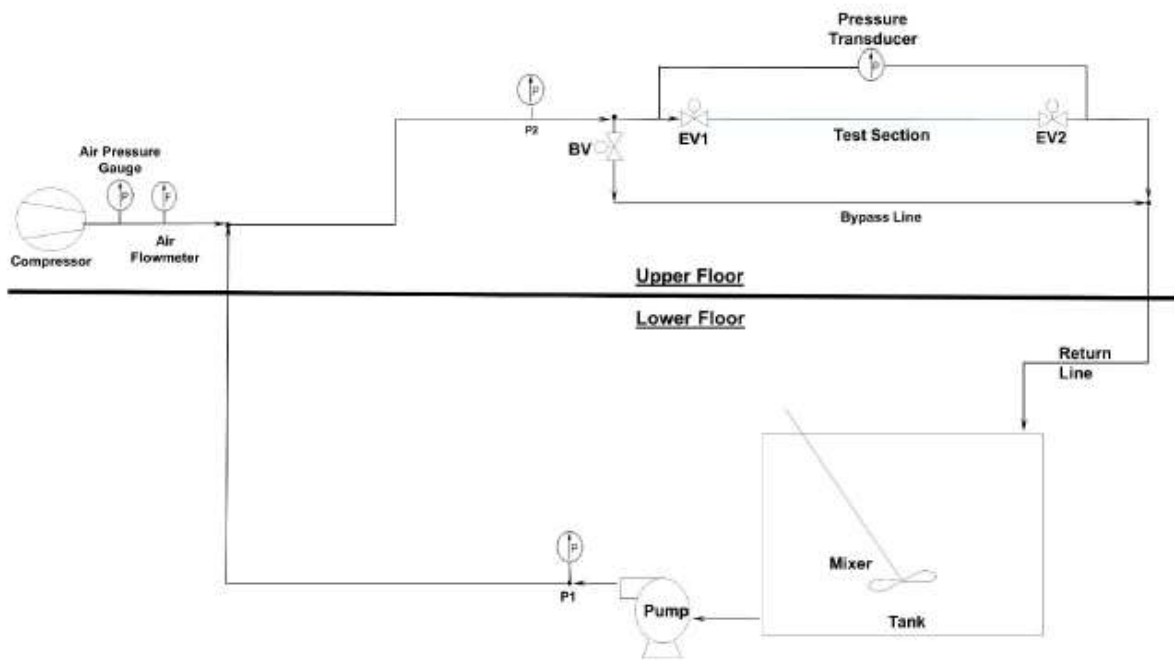 Pressure
Transducer
P
P
P2
EV1
Test Section
EV2
BV
Air Pressure
Gauge
P
F
Bypass Line
Compressor
Air
Flowmeter
Upper Floor
Lower Floor
Return
Line
P
P1
Pump
Mixer
Tank